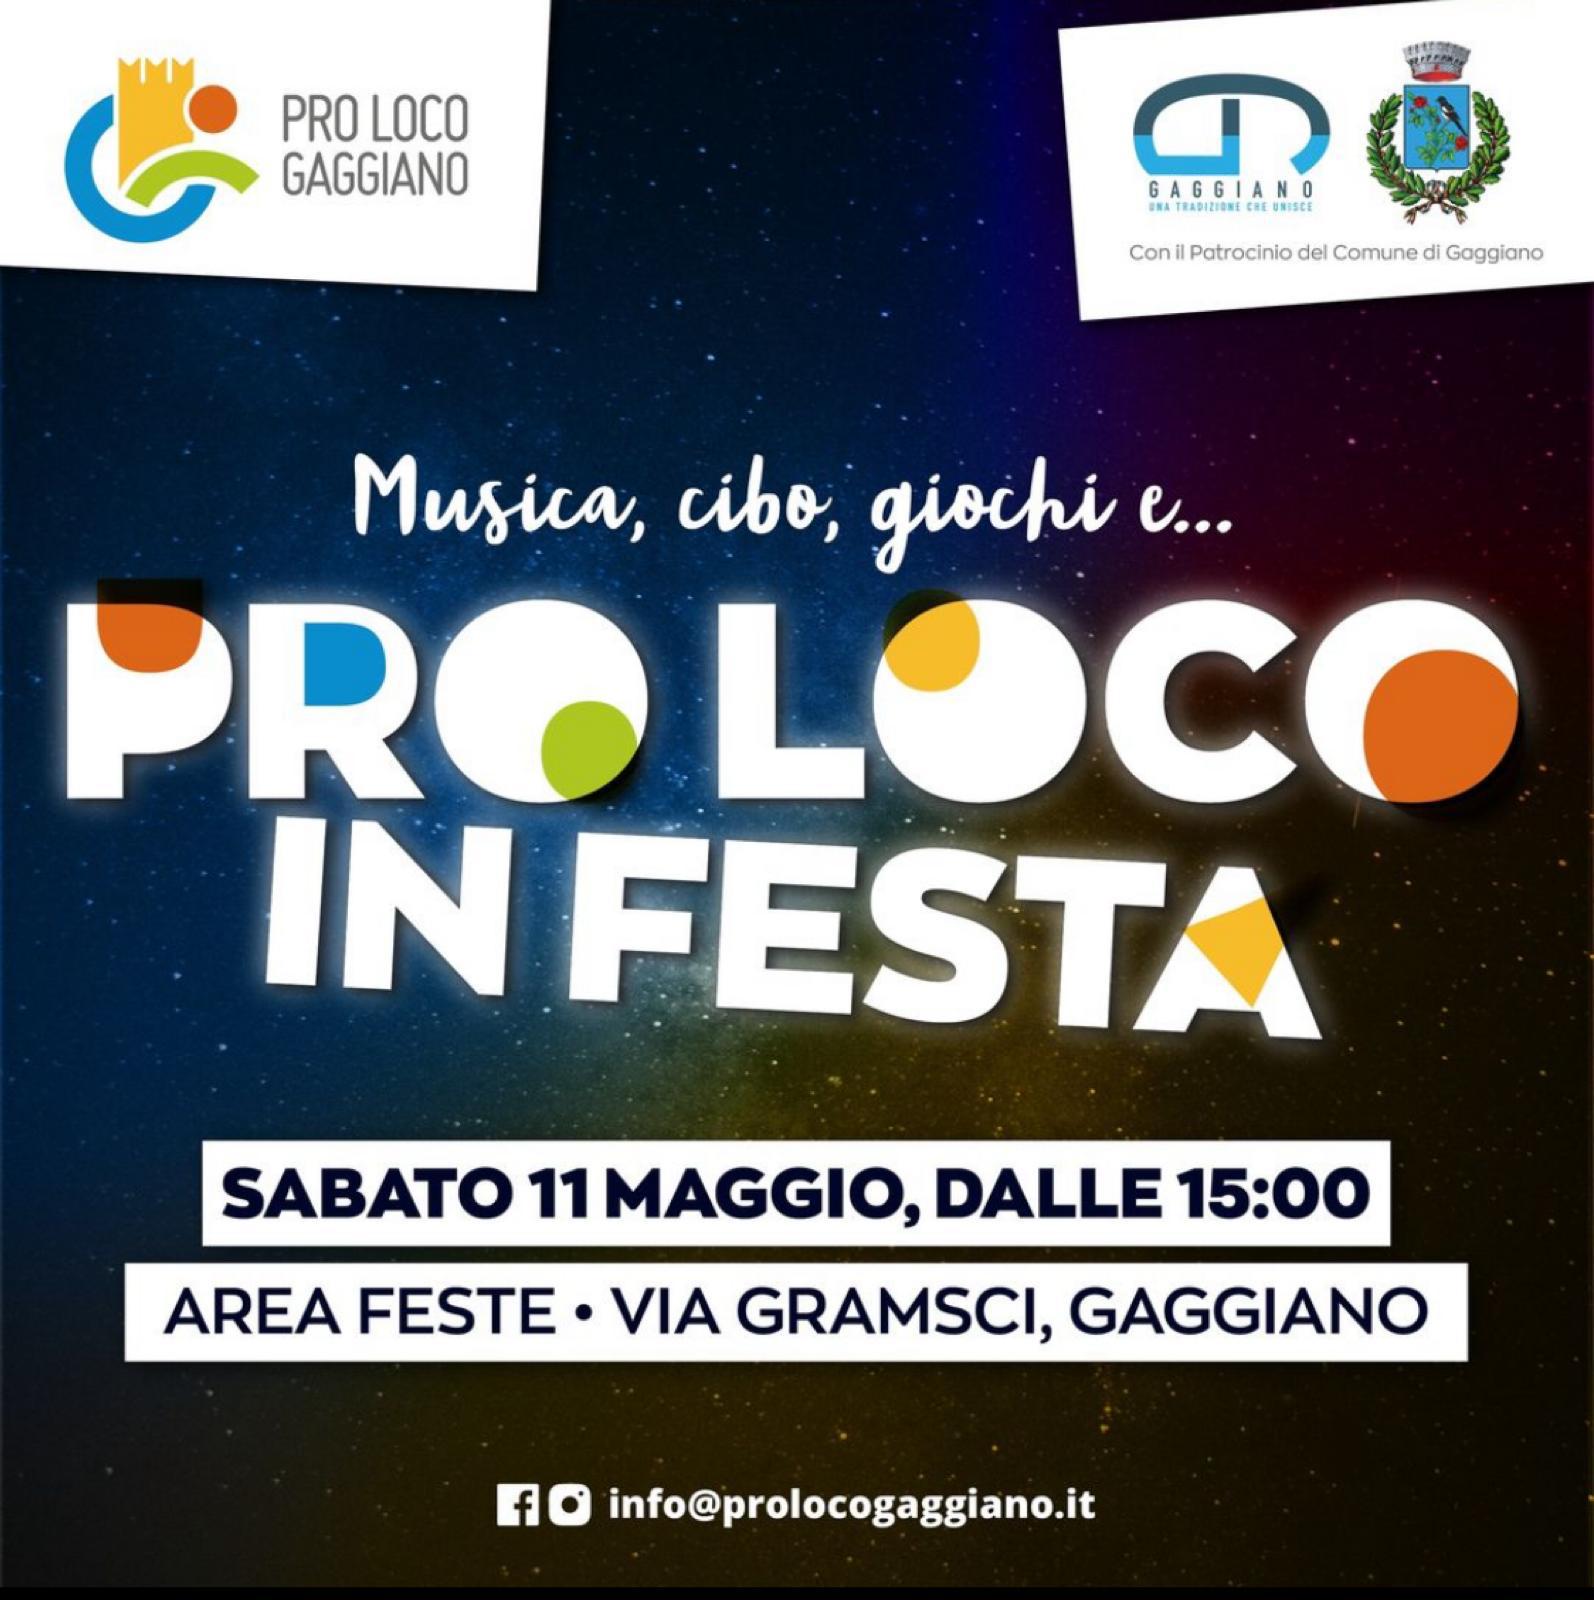 PRO LOCO
GAGGIANO
GAGGIANO
UNA TRADIZIONE CHE UNISCE
Con il Patrocinio del Comune di Gaggiano
Musica, cibo, giochi e...
PRO LOCO
IN FESTA
SABATO 11 MAGGIO, DALLE 15:00
AREA FESTE • VIA GRAMSCI, GAGGIANO
info@prolocogaggiano.it